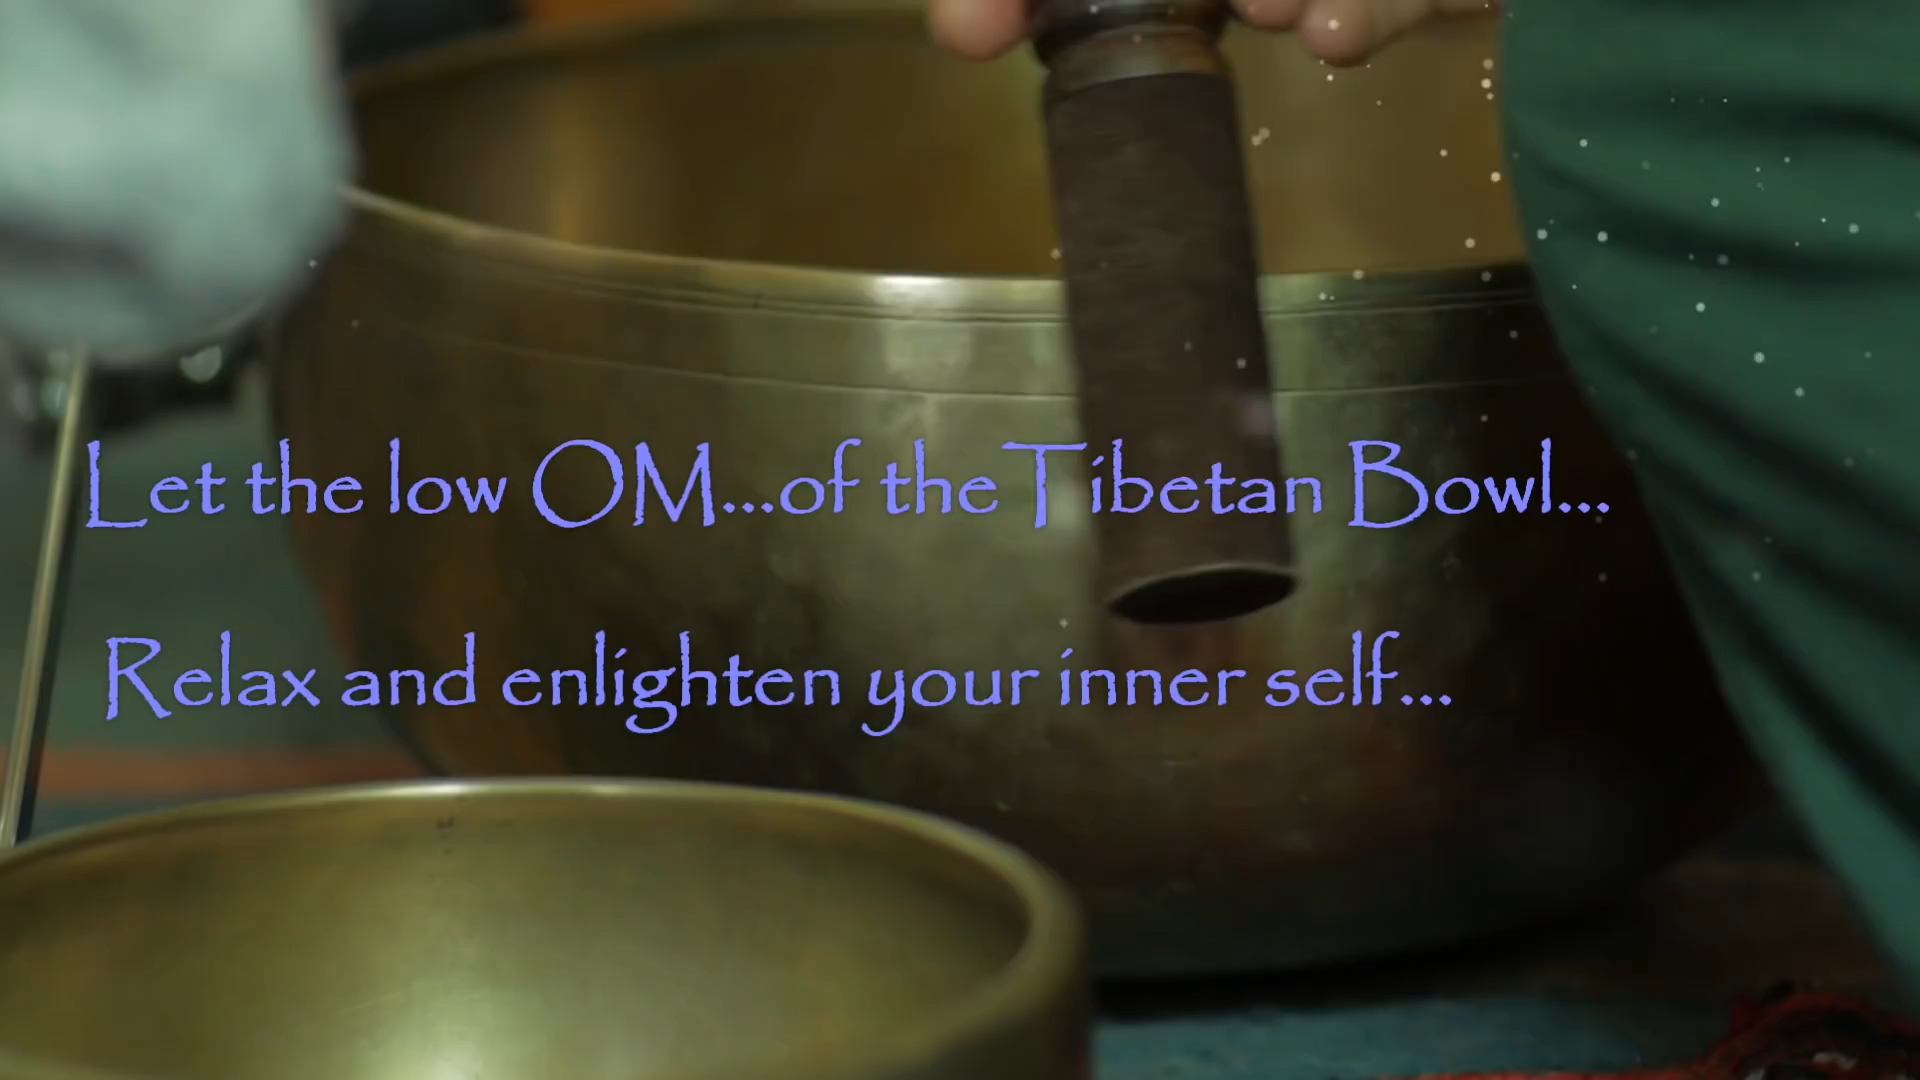 Let the low OM...of the Tibetan Bowl...
Relax and enlighten your inner self...